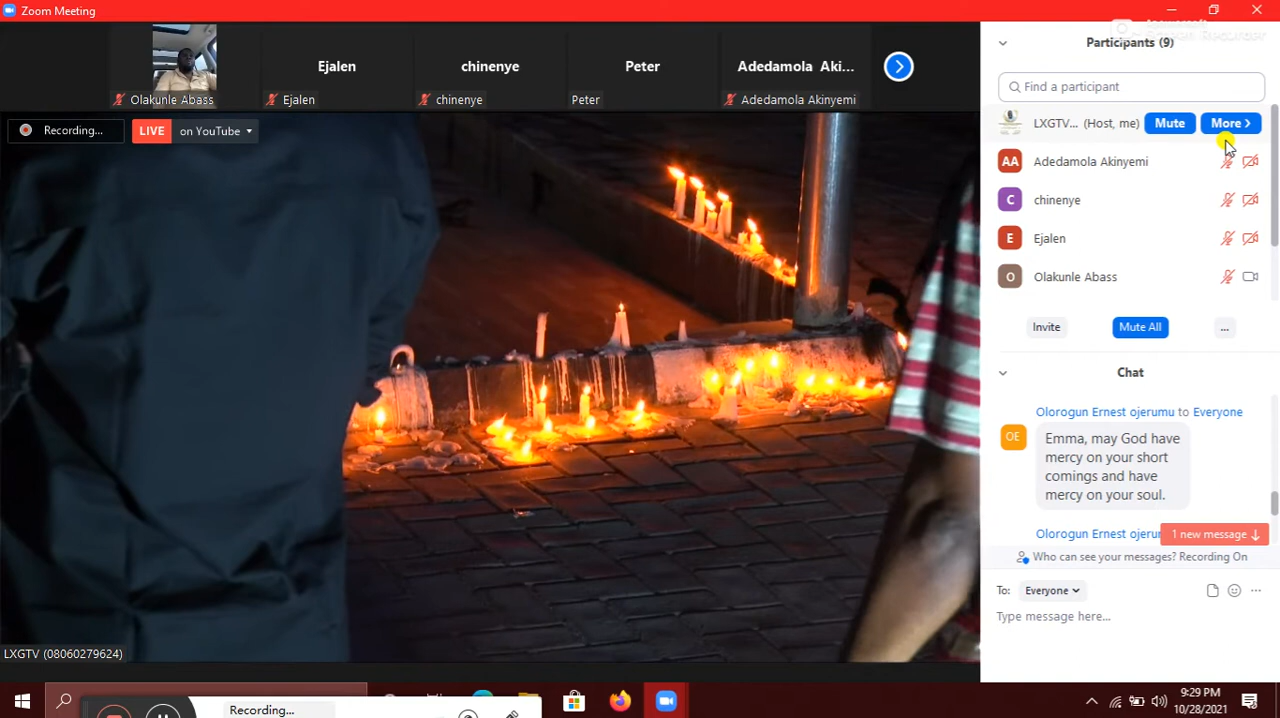 Zoom Meeting
Ejalen
chinenye
Peter
Adedamola Aki...
Olakunle Abass
Ejalen
chinenye
Peter
Adedamola Akinyemi
Recording...
LIVE on YouTube
LXGTV (08060279624)
Participants (9)
Find a participant
LXGTV... (Host, me) Mute More
AA Adedamola Akinyemi
C chinenye
E Ejalen
O Olakunle Abass
Invite Mute All ...
Chat
Olorogun Ernest ojerumu to Everyone
OE
Emma, may God have
mercy on your short
comings and have
mercy on your soul.
Olorogun Ernest ojerum
1 new message
Who can see your messages? Recording On
To: Everyone
Type message here...
Recording...
9:29 PM
10/28/2021